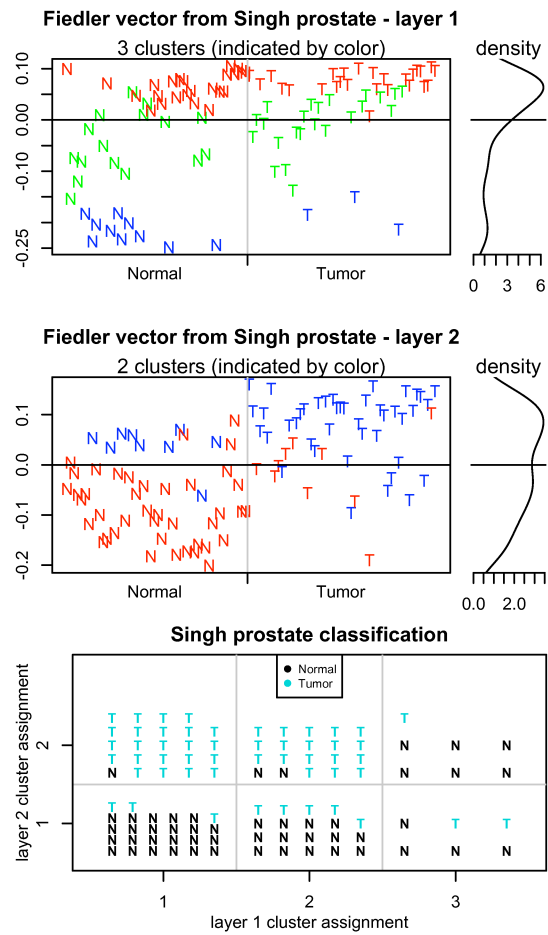 Fiedler vector from Singh prostate - layer 1
3 clusters (indicated by color)
density
0.10
0.00
-0.10
-0.25
Normal
Tumor
0 3 6
Fiedler vector from Singh prostate - layer 2
2 clusters (indicated by color)
density
0.1
0.0
-0.1
-0.2
Normal
Tumor
0.0 2.0
Singh prostate classification
Normal
Tumor
layer 2 cluster assignment
2
1
T T T T T
T T T T T T T T T
T T T T T T T T T T N N N
T T T T T T T T T T
N T T T T N N T T T N N N
T T T T T T
N N N N N T N N N N T N T T
N N N N N N
N N N N N N N N N N N
N N N N N N N N N N N N N N
1 2 3
layer 1 cluster assignment